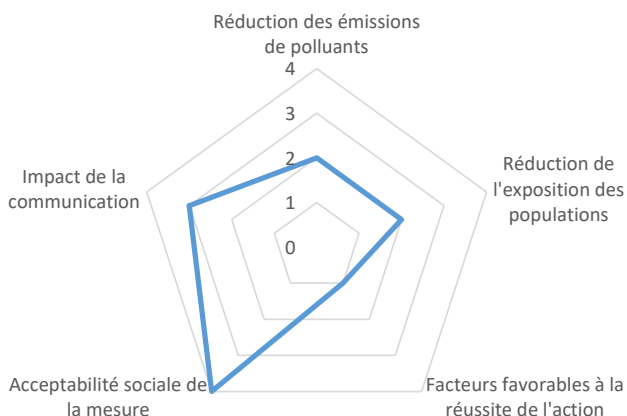 Réduction des émissions
de polluants
4
3
2
1
0
Réduction de
l'exposition des
populations
Facteurs favorables à la
réussite de l'action
Acceptabilité sociale de
la mesure
Impact de la
communication